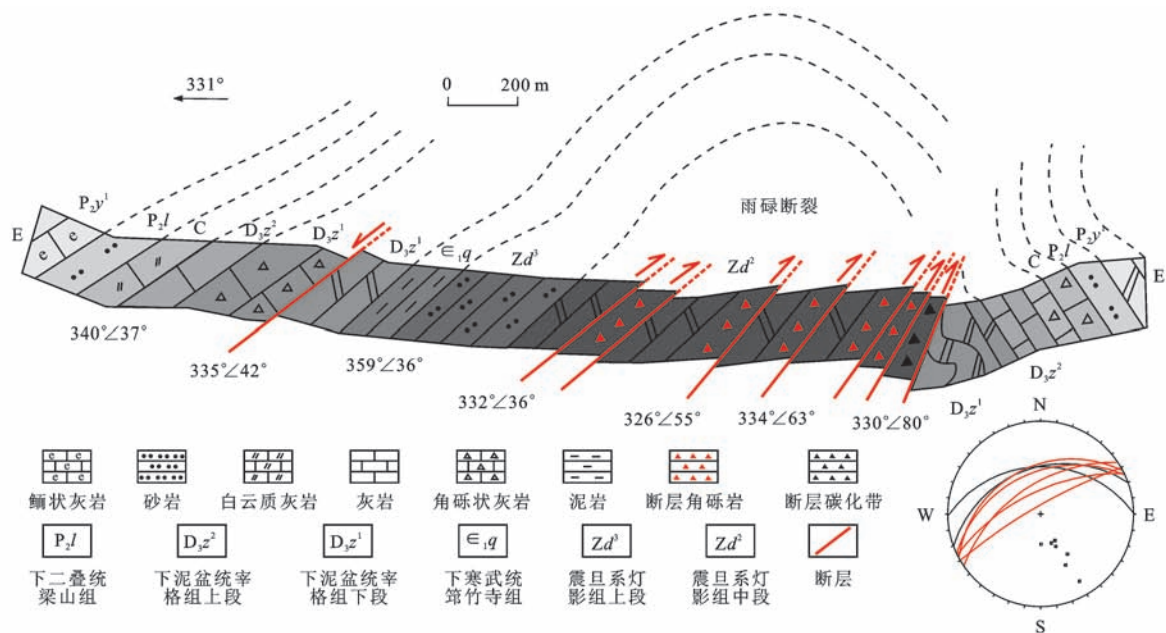 331°
0 200 m
雨碌断裂
E
P₂y¹
P₂l
C
D₃z²
D₃z¹
D₃z¹
∈₁q
Zd³
Zd²
C
P₂l
P₂y¹
E
340°∠37°
335°∠42°
359°∠36°
332°∠36°
326°∠55°
334°∠63°
330°∠80°
D₃z¹
D₃z²
鲕状灰岩 砂岩 白云质灰岩 灰岩 角砾状灰岩 泥岩 断层角砾岩 断层碳化带
P₂l D₃z² D₃z¹ ∈₁q Zd³ Zd²
下二叠统 下泥盆统宰 下泥盆统宰 下寒武统 震旦系灯 震旦系灯 断层
梁山组 格组上段 格组下段 筇竹寺组 影组上段 影组中段
N
W E
S